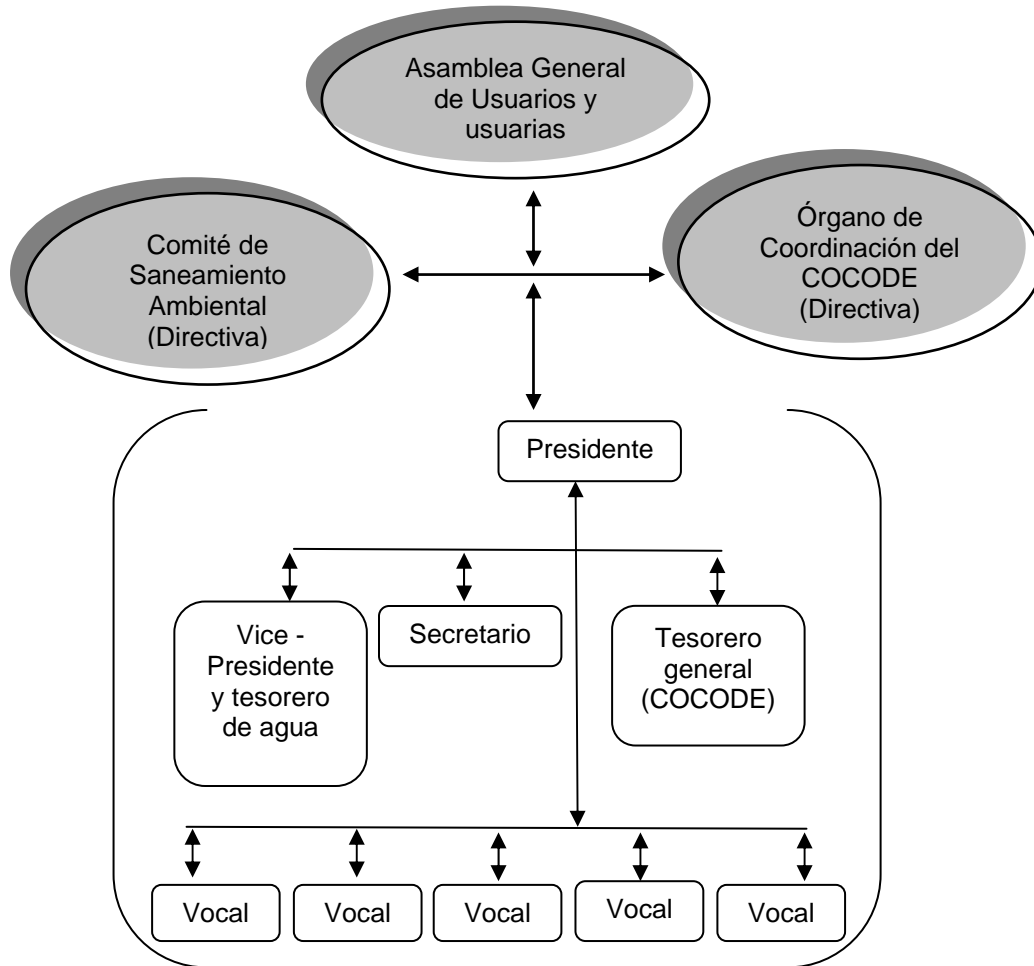 Asamblea General
de Usuarios y
usuarias
Comité de
Saneamiento
Ambiental
(Directiva)
Órgano de
Coordinación del
COCODE
(Directiva)
Presidente
Vice -
Presidente
y tesorero
de agua
Secretario
Tesorero
general
(COCODE)
Vocal
Vocal
Vocal
Vocal
Vocal